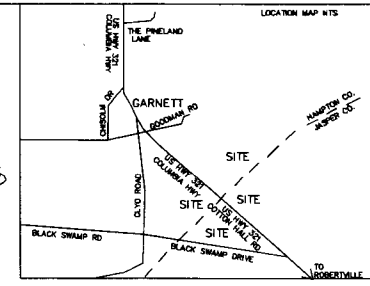 LOCATION MAP NTS
THE PINELAND
LANE
US HWY 321
COLUMBIA HWY
CHISOLM DR
GARNETT
GOODMAN RD
HAMPTON CO.
JASPER CO.
SITE
US HWY 321
COLUMBIA HWY
SITE
CLYO ROAD
SITE
US HWY 321
COTTON HALL RD
SITE
BLACK SWAMP RD
BLACK SWAMP DRIVE
TO
ROBERTVILLE